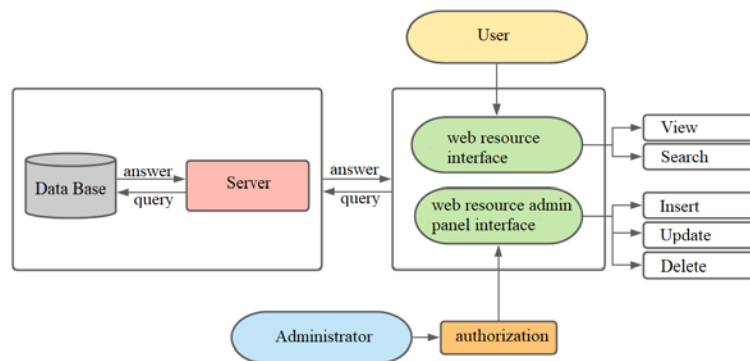 User
web resource
interface
View
Search
Data Base
answer
query
Server
answer
query
web resource admin
panel interface
Insert
Update
Delete
Administrator
authorization